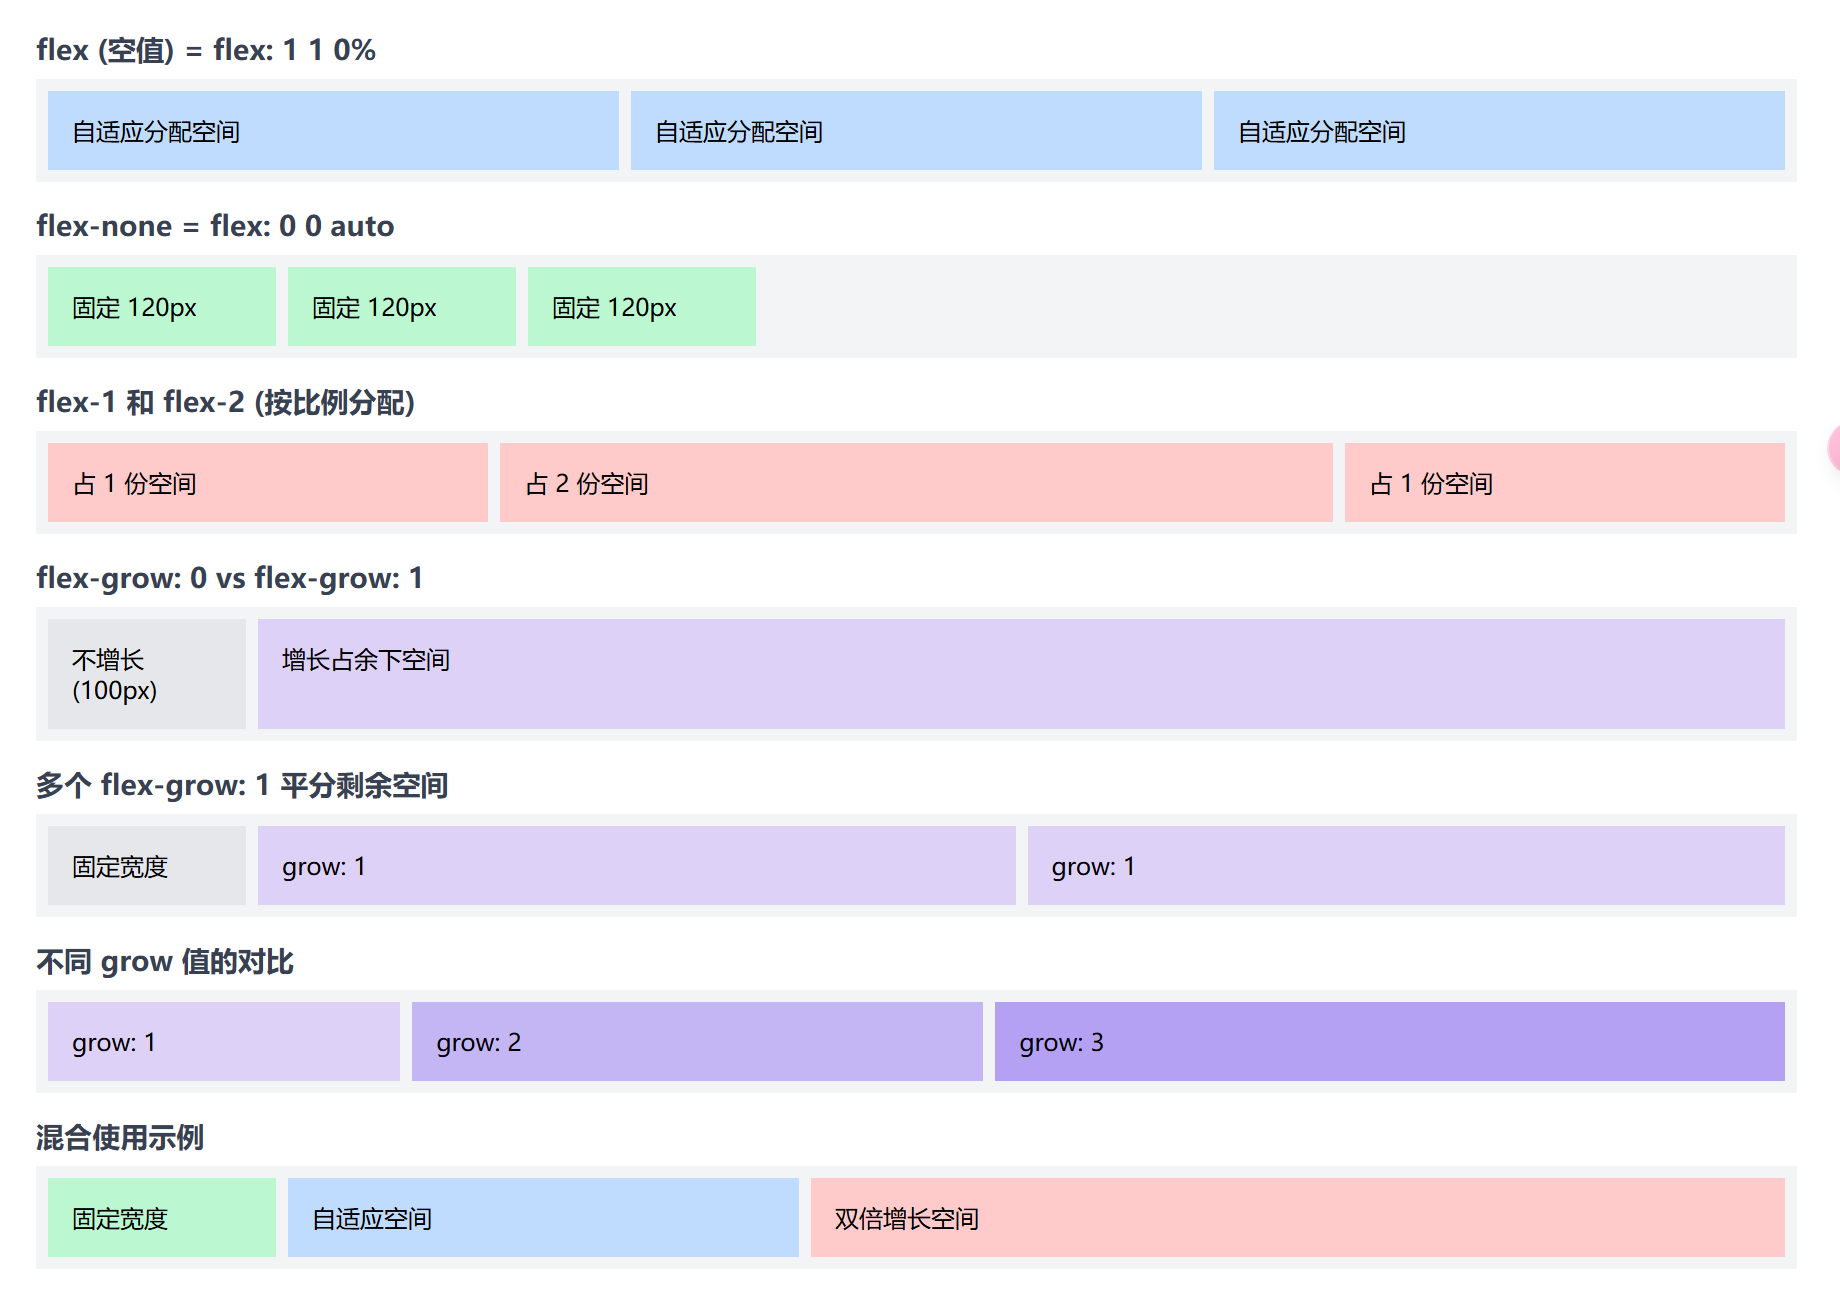 flex (空值) = flex: 1 1 0%
自适应分配空间 自适应分配空间 自适应分配空间
flex-none = flex: 0 0 auto
固定 120px 固定 120px 固定 120px
flex-1 和 flex-2 (按比例分配)
占 1 份空间 占 2 份空间 占 1 份空间
flex-grow: 0 vs flex-grow: 1
不增长 增长占余下空间
(100px)
多个 flex-grow: 1 平分剩余空间
固定宽度 grow: 1 grow: 1
不同 grow 值的对比
grow: 1 grow: 2 grow: 3
混合使用示例
固定宽度 自适应空间 双倍增长空间